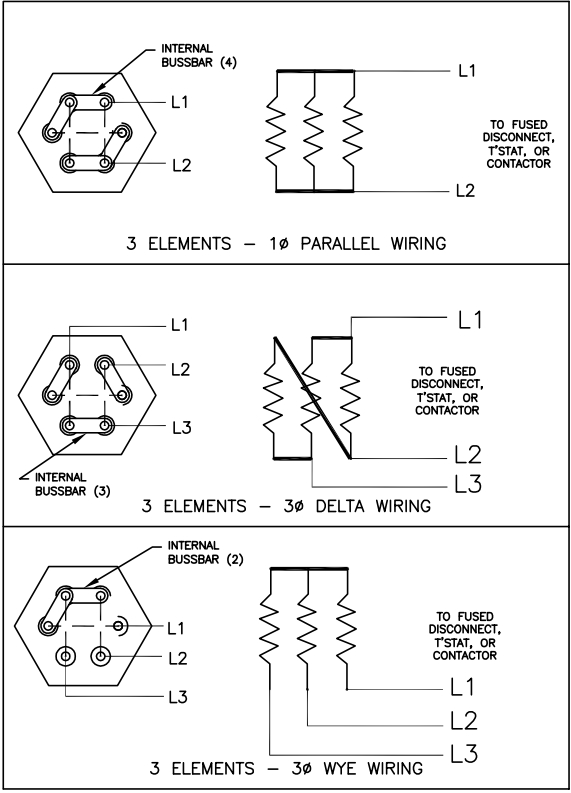 INTERNAL
BUSSBAR (4)
L1
L2
L1
L2
TO FUSED
DISCONNECT,
T'STAT, OR
CONTACTOR
3 ELEMENTS – 1ø PARALLEL WIRING
L1
L2
L3
INTERNAL
BUSSBAR (3)
L1
TO FUSED
DISCONNECT,
T'STAT, OR
CONTACTOR
L2
L3
3 ELEMENTS – 3ø DELTA WIRING
INTERNAL
BUSSBAR (2)
L1
L2
L3
TO FUSED
DISCONNECT,
T'STAT, OR
CONTACTOR
L1
L2
L3
3 ELEMENTS – 3ø WYE WIRING